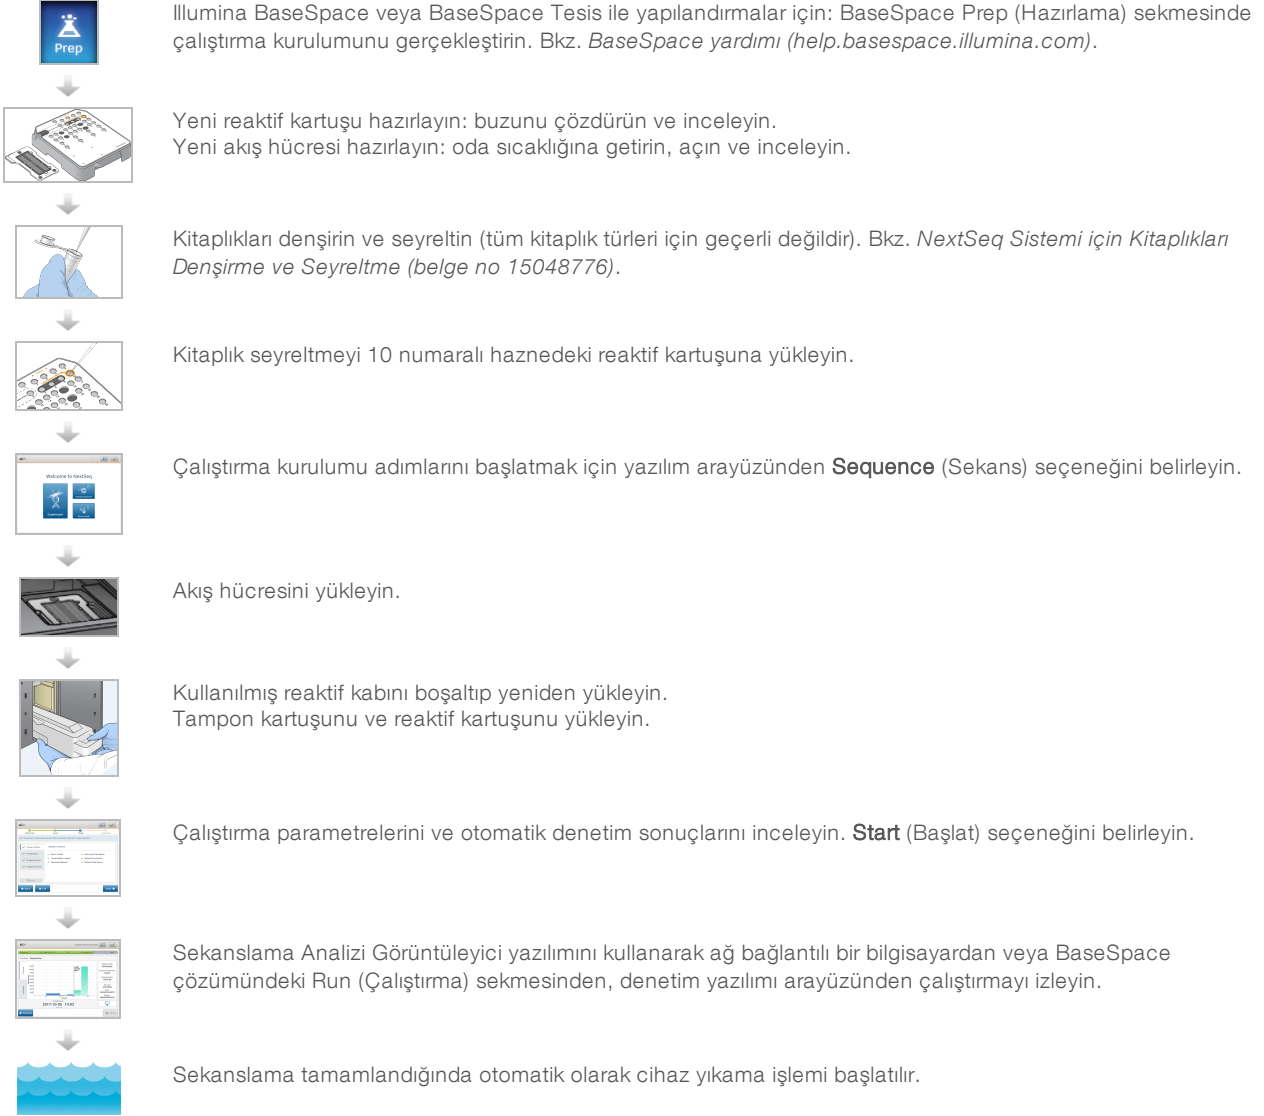 Prep
Illumina BaseSpace veya BaseSpace Tesis ile yapılandırmalar için: BaseSpace Prep (Hazırlama) sekmesinde
çalıştırma kurulumunu gerçekleştirin. Bkz. BaseSpace yardımı (help.basespace.illumina.com).
Yeni reaktif kartuşu hazırlayın: buzunu çözdürün ve inceleyin.
Yeni akış hücresi hazırlayın: oda sıcaklığına getirin, açın ve inceleyin.
Kitaplıkları denşirin ve seyreltin (tüm kitaplık türleri için geçerli değildir). Bkz. NextSeq Sistemi için Kitaplıkları
Denşirme ve Seyreltme (belge no 15048776).
Kitaplık seyreltmeyi 10 numaralı haznedeki reaktif kartuşuna yükleyin.
Welcome to NextSeq
Experiment
Çalıştırma kurulumu adımlarını başlatmak için yazılım arayüzünden Sequence (Sekans) seçeneğini belirleyin.
Akış hücresini yükleyin.
Kullanılmış reaktif kabını boşaltıp yeniden yükleyin.
Tampon kartuşunu ve reaktif kartuşunu yükleyin.
Çalıştırma parametrelerini ve otomatik denetim sonuçlarını inceleyin. Start (Başlat) seçeneğini belirleyin.
Sekanslama Analizi Görüntüleyici yazılımını kullanarak ağ bağlantılı bir bilgisayardan veya BaseSpace
çözümündeki Run (Çalıştırma) sekmesinden, denetim yazılımı arayüzünden çalıştırmayı izleyin.
Sekanslama tamamlandığında otomatik olarak cihaz yıkama işlemi başlatılır.